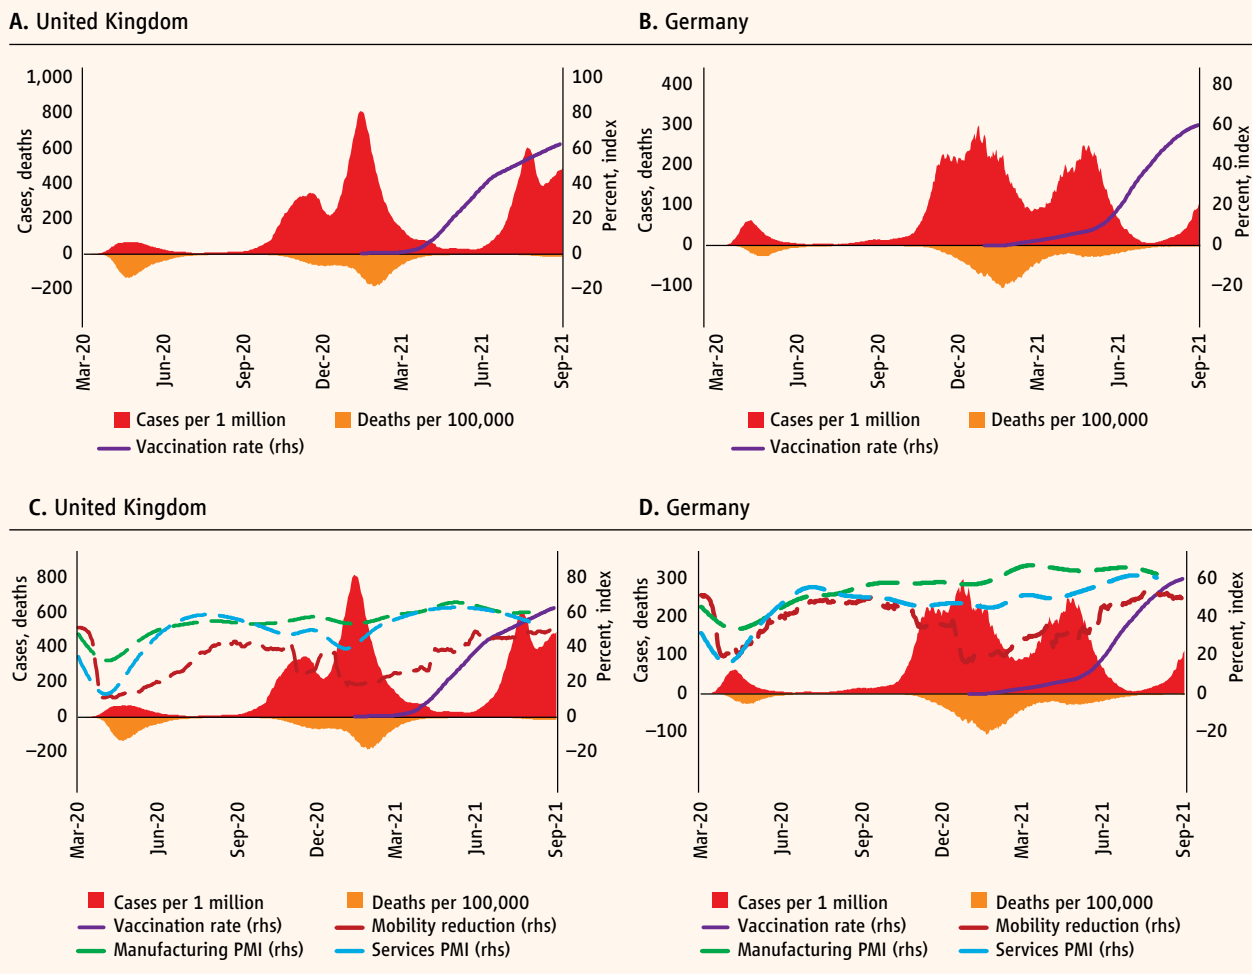 A. United Kingdom
1,000
800
600
400
200
0
–200
Cases, deaths
100
80
60
40
20
0
–20
Percent, index
Mar-20
Jun-20
Sep-20
Dec-20
Mar-21
Jun-21
Sep-21
Cases per 1 million
Deaths per 100,000
Vaccination rate (rhs)
B. Germany
400
300
200
100
0
–100
Cases, deaths
80
60
40
20
0
–20
Percent, index
Mar-20
Jun-20
Sep-20
Dec-20
Mar-21
Jun-21
Sep-21
Cases per 1 million
Deaths per 100,000
Vaccination rate (rhs)
C. United Kingdom
800
600
400
200
0
–200
Cases, deaths
80
60
40
20
0
–20
Percent, index
Mar-20
Jun-20
Sep-20
Dec-20
Mar-21
Jun-21
Sep-21
Cases per 1 million
Deaths per 100,000
Vaccination rate (rhs)
Mobility reduction (rhs)
Manufacturing PMI (rhs)
Services PMI (rhs)
D. Germany
300
200
100
0
–100
Cases, deaths
60
40
20
0
–20
Percent, index
Mar-20
Jun-20
Sep-20
Dec-20
Mar-21
Jun-21
Sep-21
Cases per 1 million
Deaths per 100,000
Vaccination rate (rhs)
Mobility reduction (rhs)
Manufacturing PMI (rhs)
Services PMI (rhs)